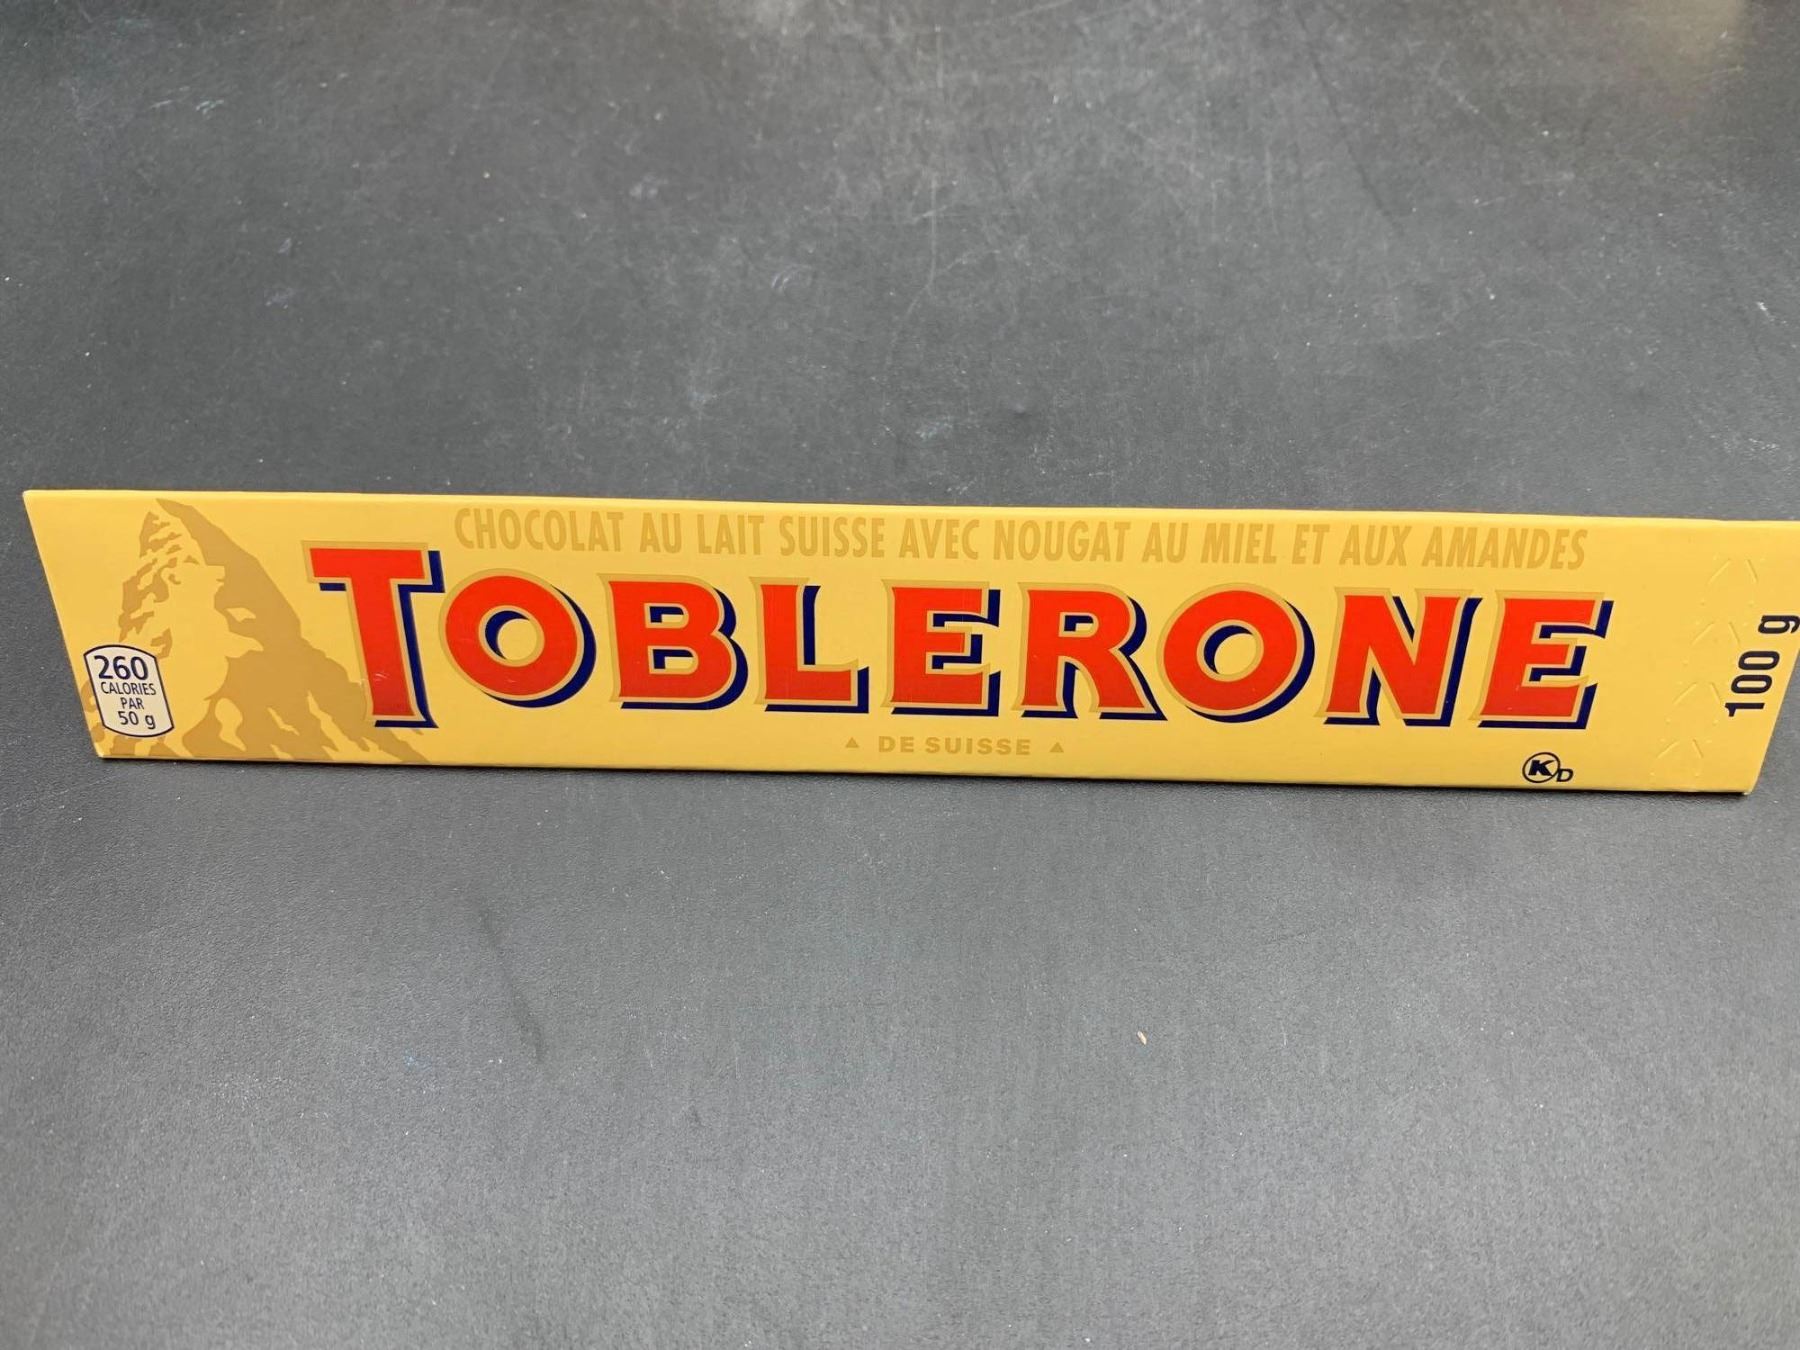 CHOCOLAT AU LAIT SUISSE AVEC NOUGAT AU MIEL ET AUX AMANDES
TOBLERONE
▲ DE SUISSE ▲
260
CALORIES
PAR
50 g
K D
100 g